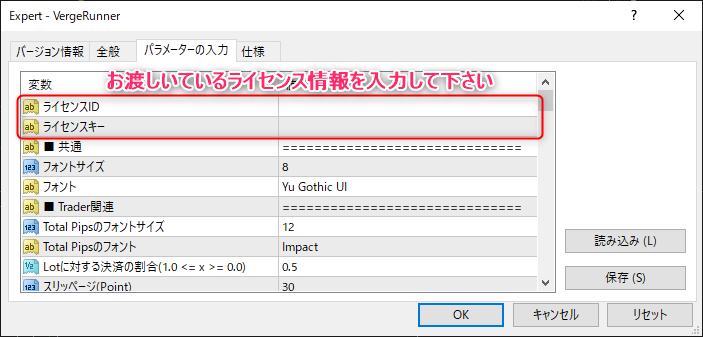 Expert - VergeRunner
バージョン情報 全般 パラメーターの入力 仕様
変数
お渡しいているライセンス情報を入力して下さい
ab ライセンスID
ab ライセンスキー
ab ■ 共通 ==============================
123 フォントサイズ 8
ab フォント Yu Gothic UI
ab ■ Trader関連 ==============================
123 Total Pipsのフォントサイズ 12
ab Total Pipsのフォント Impact
½ Lotに対する決済の割合(1.0 <= x >= 0.0) 0.5
123 スリッページ(Point) 30
読み込み (L)
保存 (S)
OK キャンセル リセット